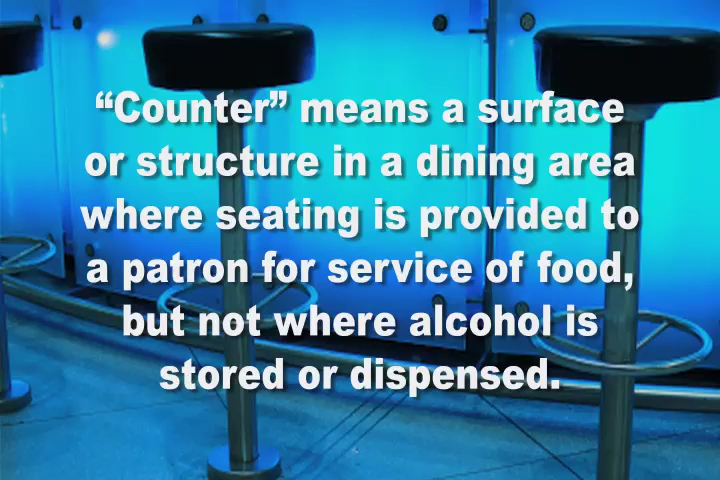 “Counter” means a surface
or structure in a dining area
where seating is provided to
a patron for service of food,
but not where alcohol is
stored or dispensed.